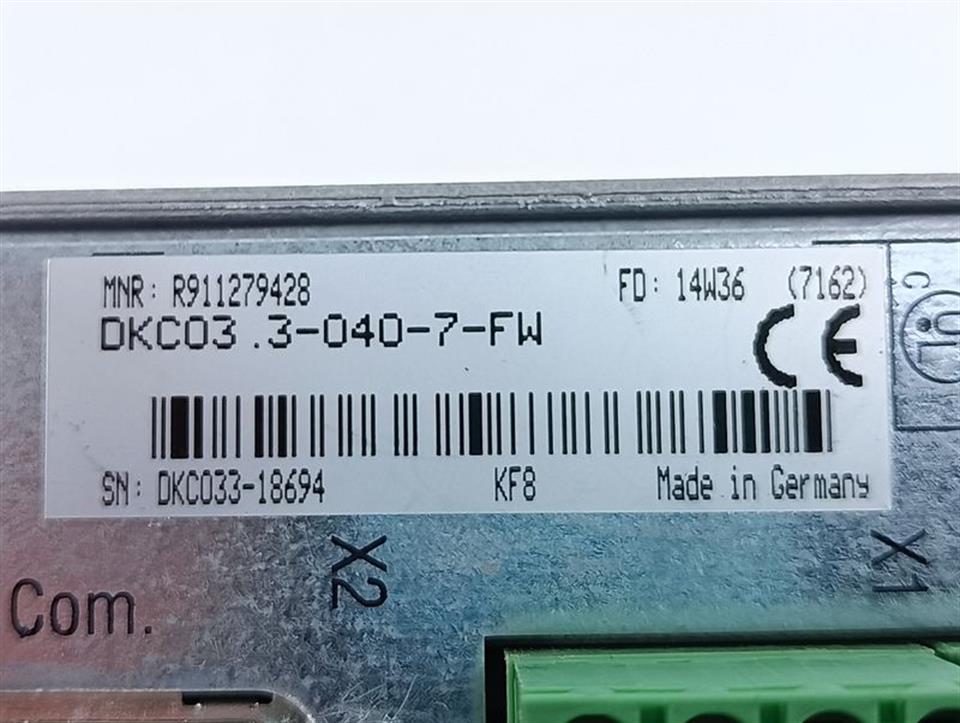 MNR: R911279428 FD: 14W36 (7162)
DKC03.3-040-7-FW
CE
SN: DKC033-18694 KF8 Made in Germany
X2
X1
Com.